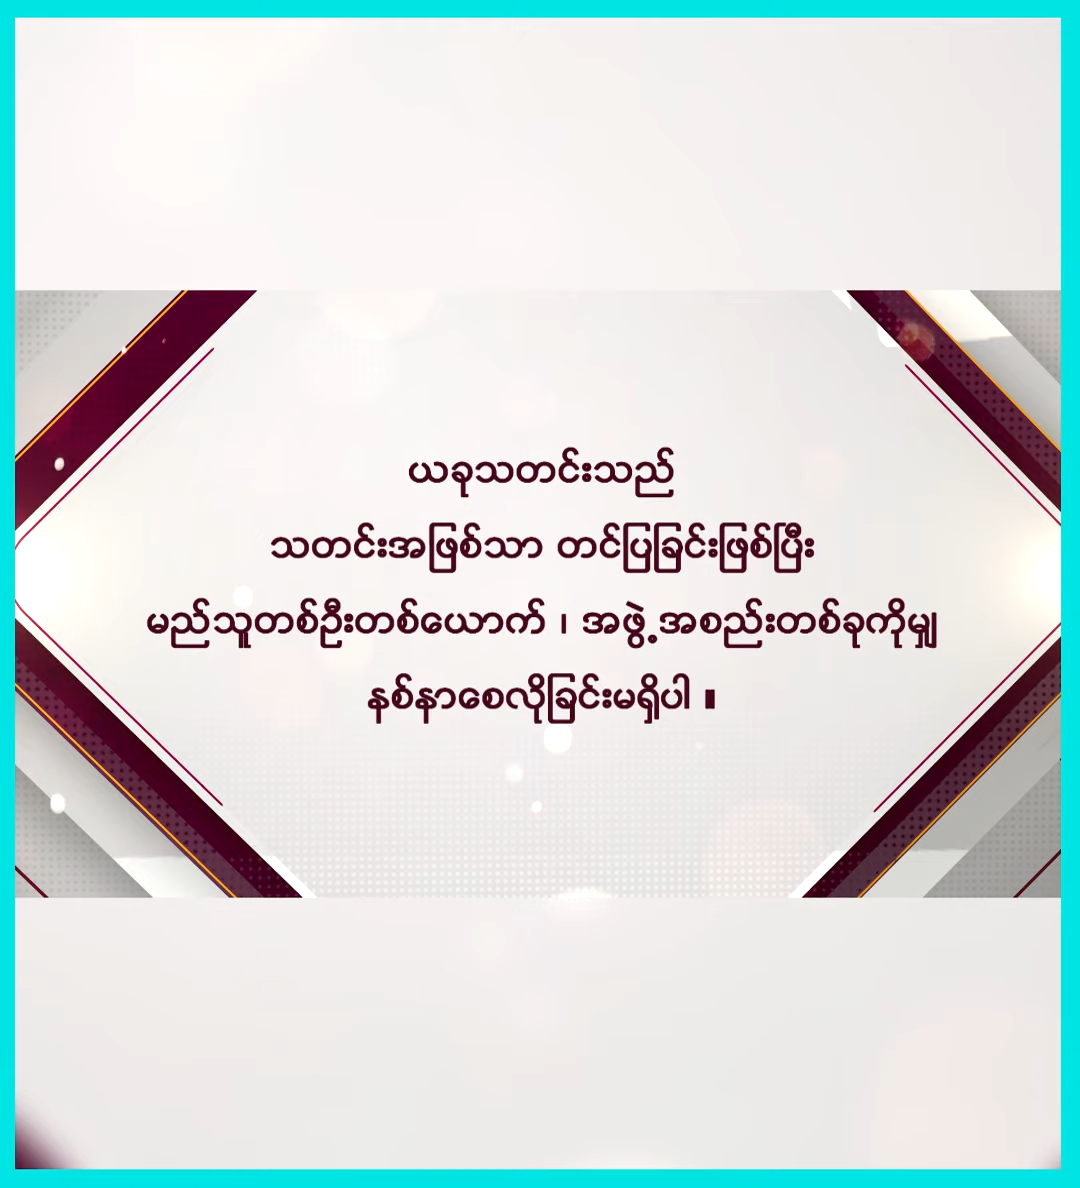 ယခုသတင်းသည်
သတင်းအဖြစ်သာ တင်ပြခြင်းဖြစ်ပြီး
မည်သူတစ်ဦးတစ်ယောက် ၊ အဖွဲ့အစည်းတစ်ခုကိုမျှ
နစ်နာစေလိုခြင်းမရှိပါ ။